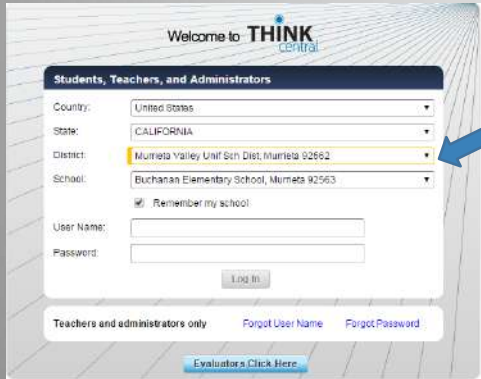 Welcome to THINK central
Students, Teachers, and Administrators
Country: United States
State: CALIFORNIA
District: Murrieta Valley Unif Sch Dist, Murrieta 92562
School: Buchanan Elementary School, Murrieta 92563
Remember my school
User Name:
Password:
Log In
Teachers and administrators only Forgot User Name Forgot Password
Evaluators Click Here